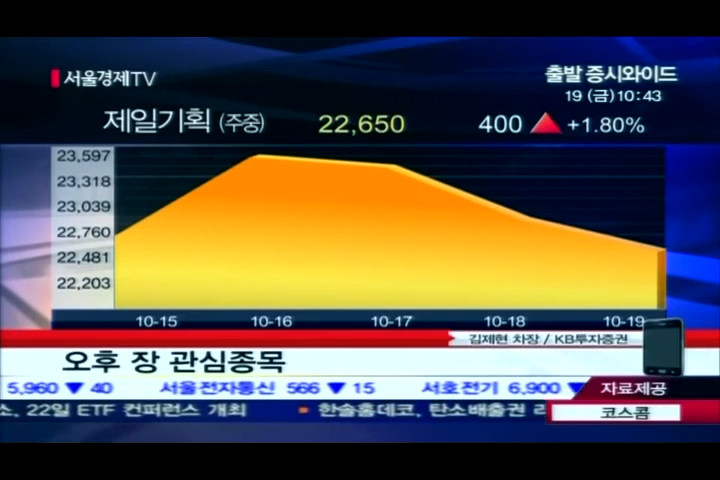 서울경제TV
출발 증시와이드
19 (금) 10:43
제일기획 (주중) 22,650 400 ▲ +1.80%
23,597
23,318
23,039
22,760
22,481
22,203
10-15 10-16 10-17 10-18 10-19
김제현 차장 / KB투자증권
오후 장 관심종목
5,960 ▼ 40 서울전자통신 566 ▼ 15 서호전기 6,900 ▼
자료제공
소, 22일 ETF 컨퍼런스 개최 ▪ 한솔홈데코, 탄소배출권
코스콤